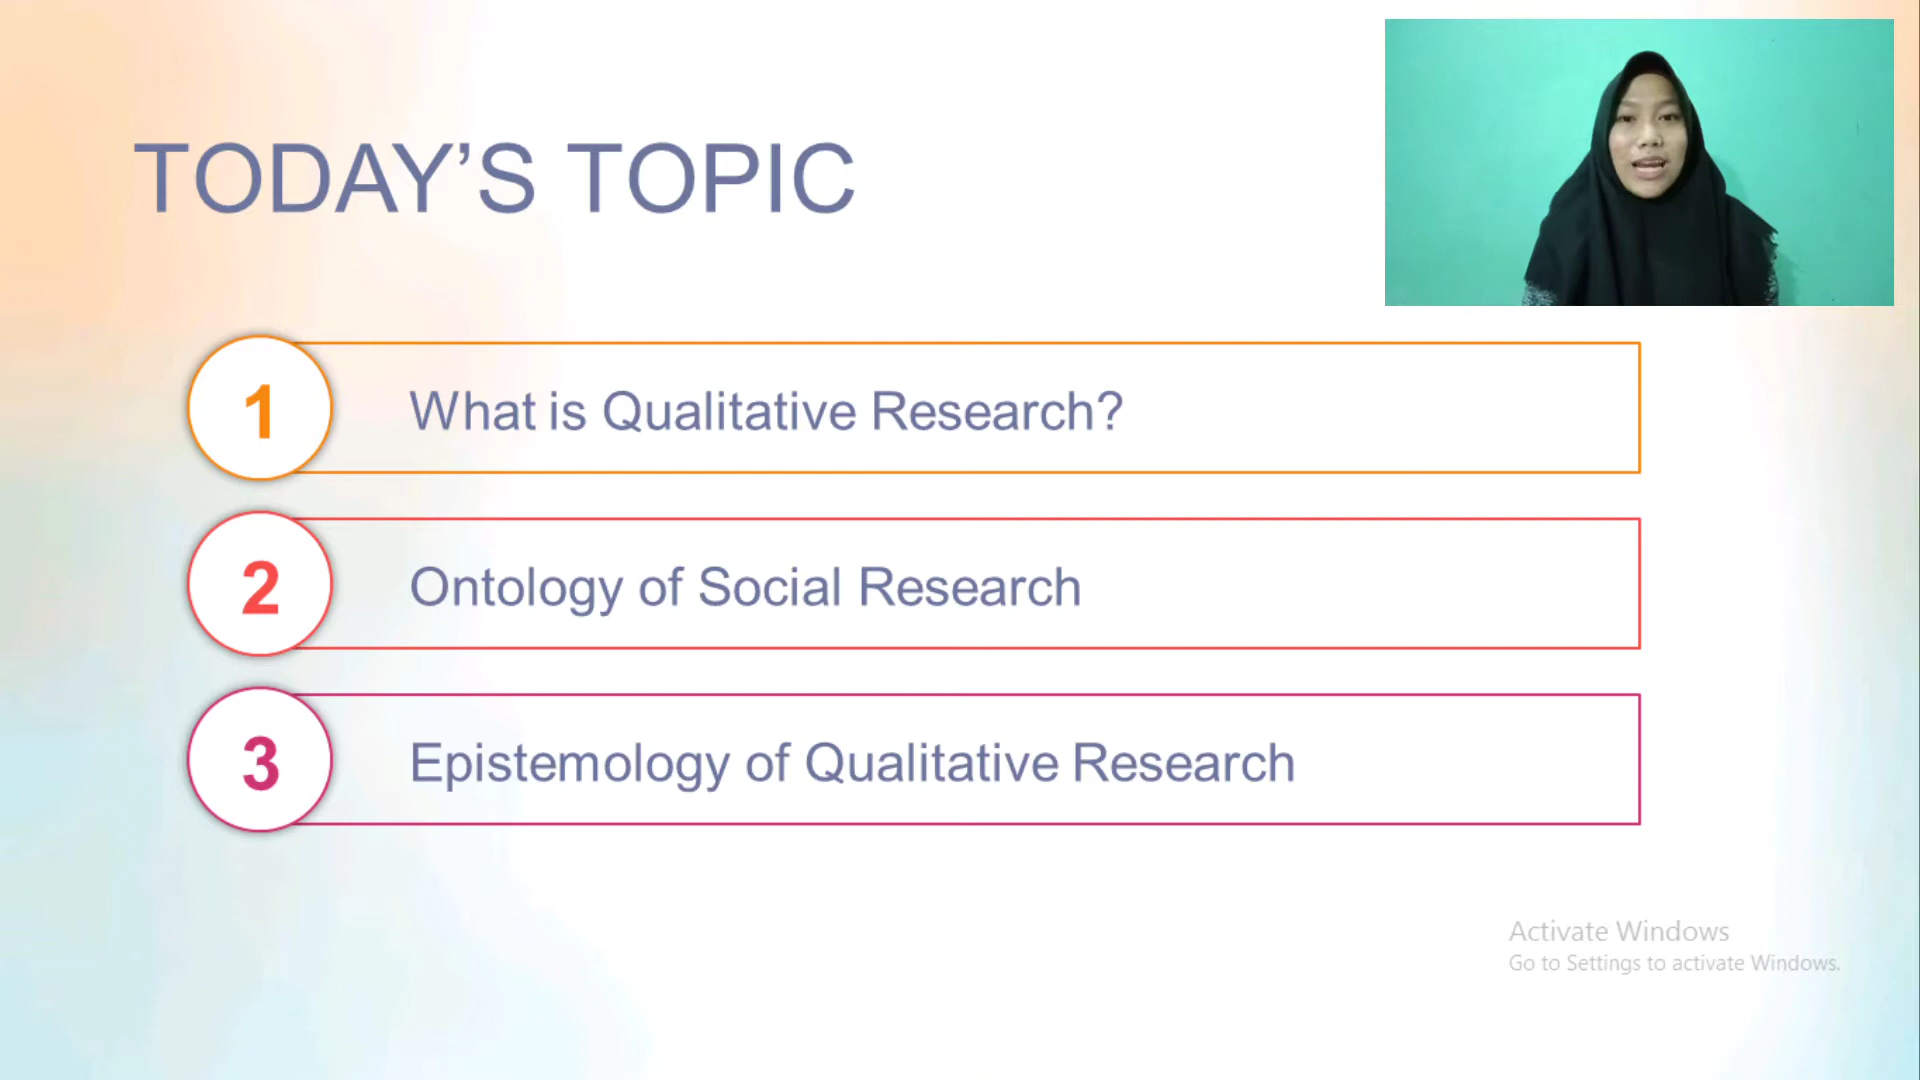 TODAY’S TOPIC
1
What is Qualitative Research?
2
Ontology of Social Research
3
Epistemology of Qualitative Research
Activate Windows
Go to Settings to activate Windows.